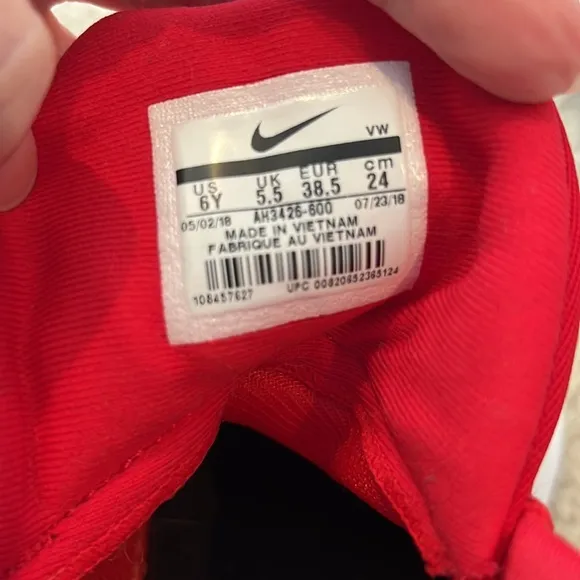 VW
US UK EUR cm
6Y 5.5 38.5 24
05/02/18 AH3426-600 07/23/18
MADE IN VIETNAM
FABRIQUE AU VIETNAM
108457627 UPC 00820652365124